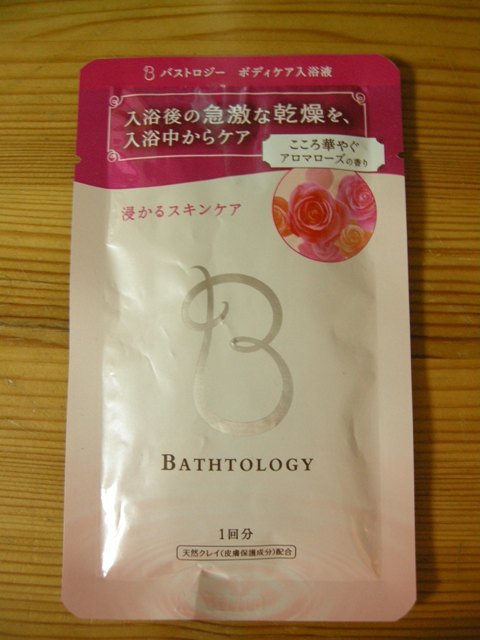 B バストロジー ボディケア入浴液
入浴後の急激な乾燥を、
入浴中からケア
こころ華やぐ
アロマローズの香り
浸かるスキンケア
B
BATHTOLOGY
1回分
天然クレイ(皮膚保護成分)配合